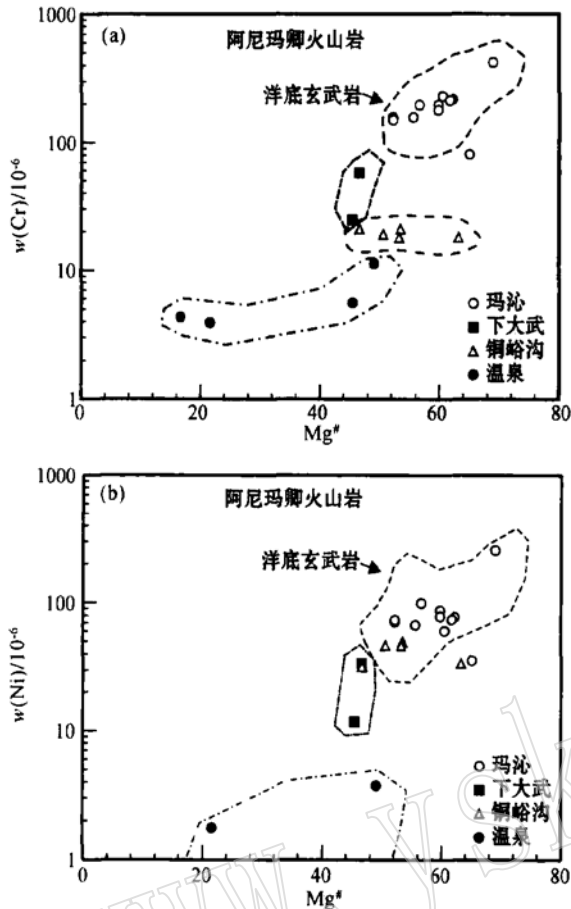 (a)
阿尼玛卿火山岩
洋底玄武岩
1000
100
10
1
w(Cr)/10⁻⁶
○ 玛沁
■ 下大武
△ 铜峪沟
● 温泉
0 20 40 60 80
Mg#
(b)
阿尼玛卿火山岩
洋底玄武岩
1000
100
10
1
w(Ni)/10⁻⁶
○ 玛沁
■ 下大武
△ 铜峪沟
● 温泉
0 20 40 60 80
Mg#